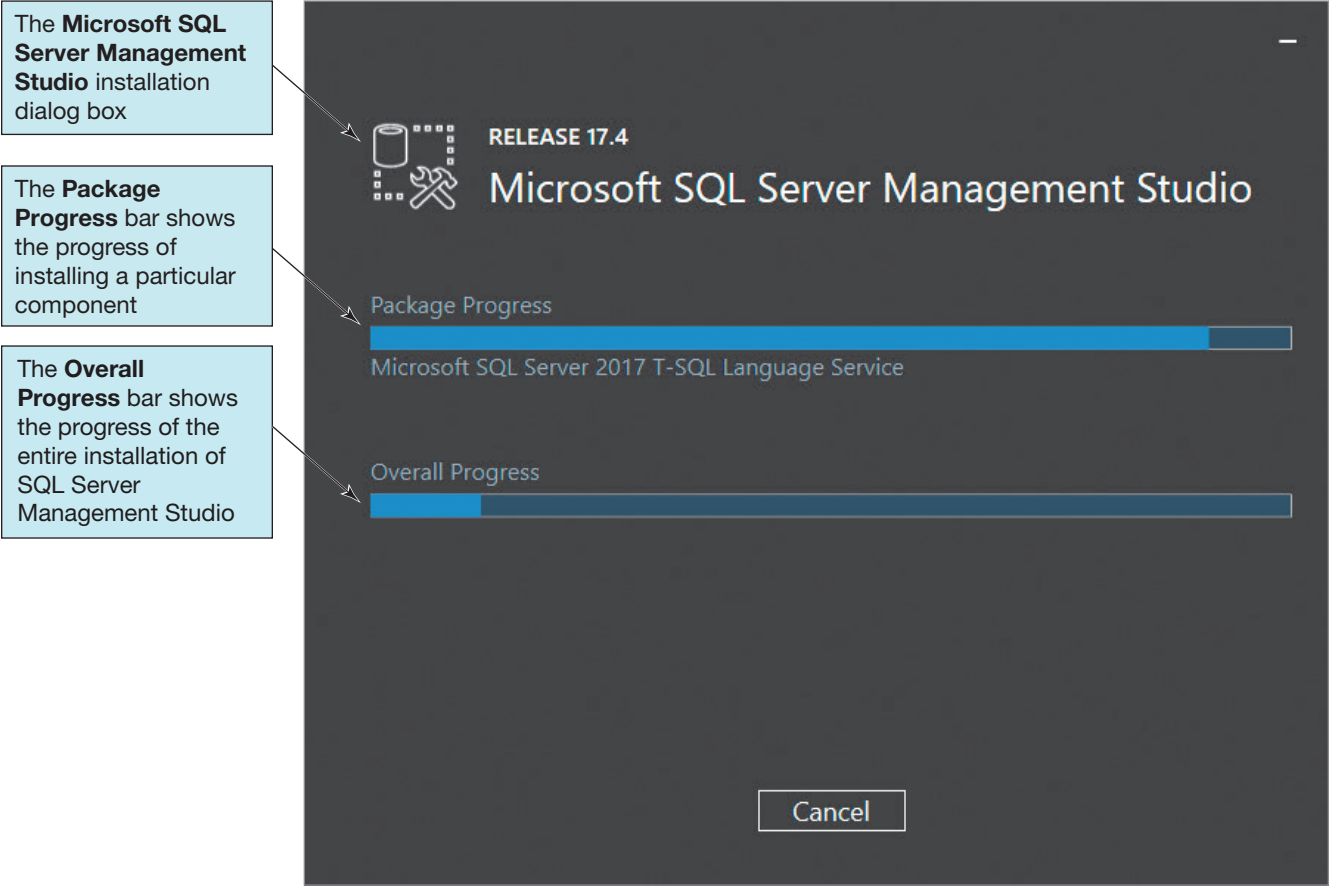 The Microsoft SQL
Server Management
Studio installation
dialog box
The Package
Progress bar shows
the progress of
installing a particular
component
The Overall
Progress bar shows
the progress of the
entire installation of
SQL Server
Management Studio
RELEASE 17.4
Microsoft SQL Server Management Studio
Package Progress
Microsoft SQL Server 2017 T-SQL Language Service
Overall Progress
Cancel